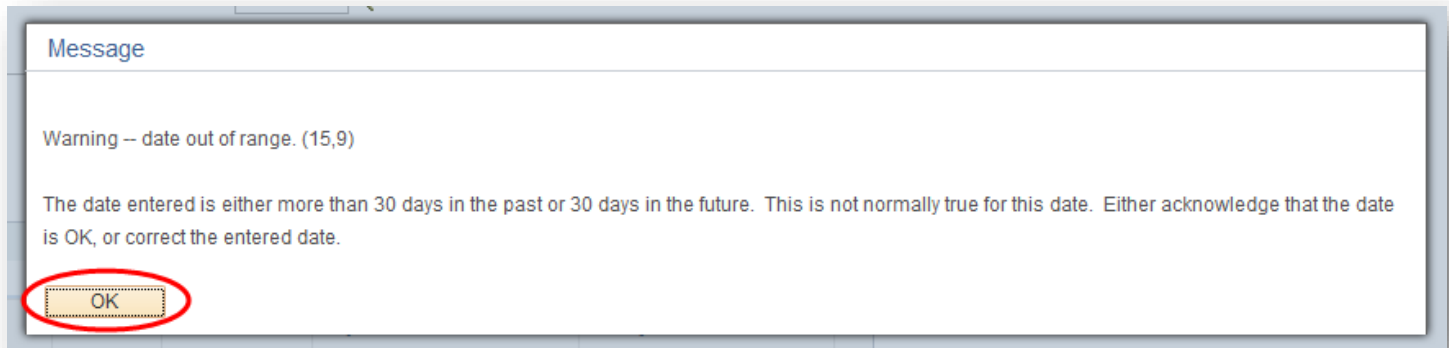 Message
Warning -- date out of range. (15,9)
The date entered is either more than 30 days in the past or 30 days in the future.  This is not normally true for this date.  Either acknowledge that the date
is OK, or correct the entered date.
OK